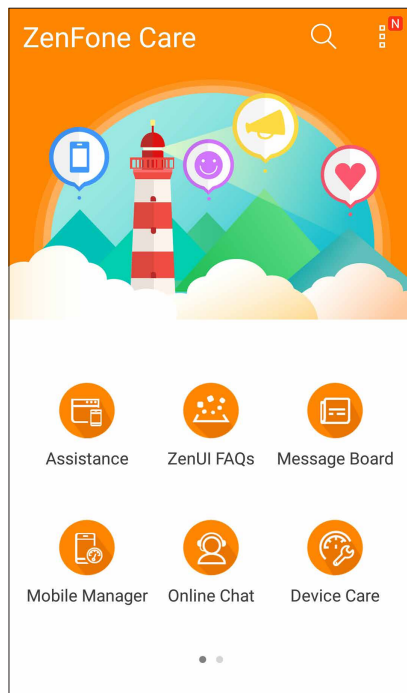 ZenFone Care
N
Assistance
ZenUI FAQs
Message Board
Mobile Manager
Online Chat
Device Care